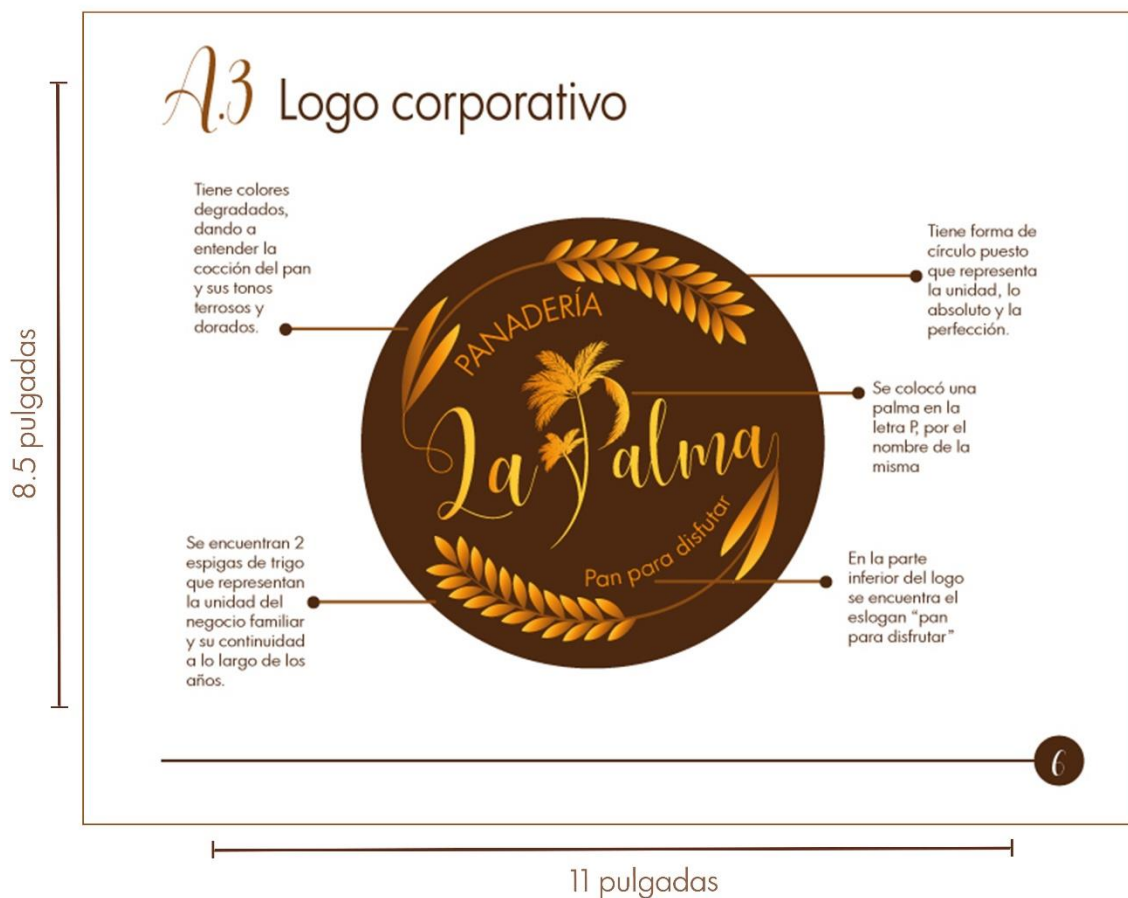 A.3 Logo corporativo
Tiene colores
degradados,
dando a
entender la
cocción del pan
y sus tonos
terrosos y
dorados.
Tiene forma de
círculo puesto
que representa
la unidad, lo
absoluto y la
perfección.
PANADERÍA
La Palma
Pan para disfutar
Se colocó una
palma en la
letra P, por el
nombre de la
misma
Se encuentran 2
espigas de trigo
que representan
la unidad del
negocio familiar
y su continuidad
a lo largo de los
años.
En la parte
inferior del logo
se encuentra el
eslogan “pan
para disfrutar”
8.5 pulgadas
6
11 pulgadas